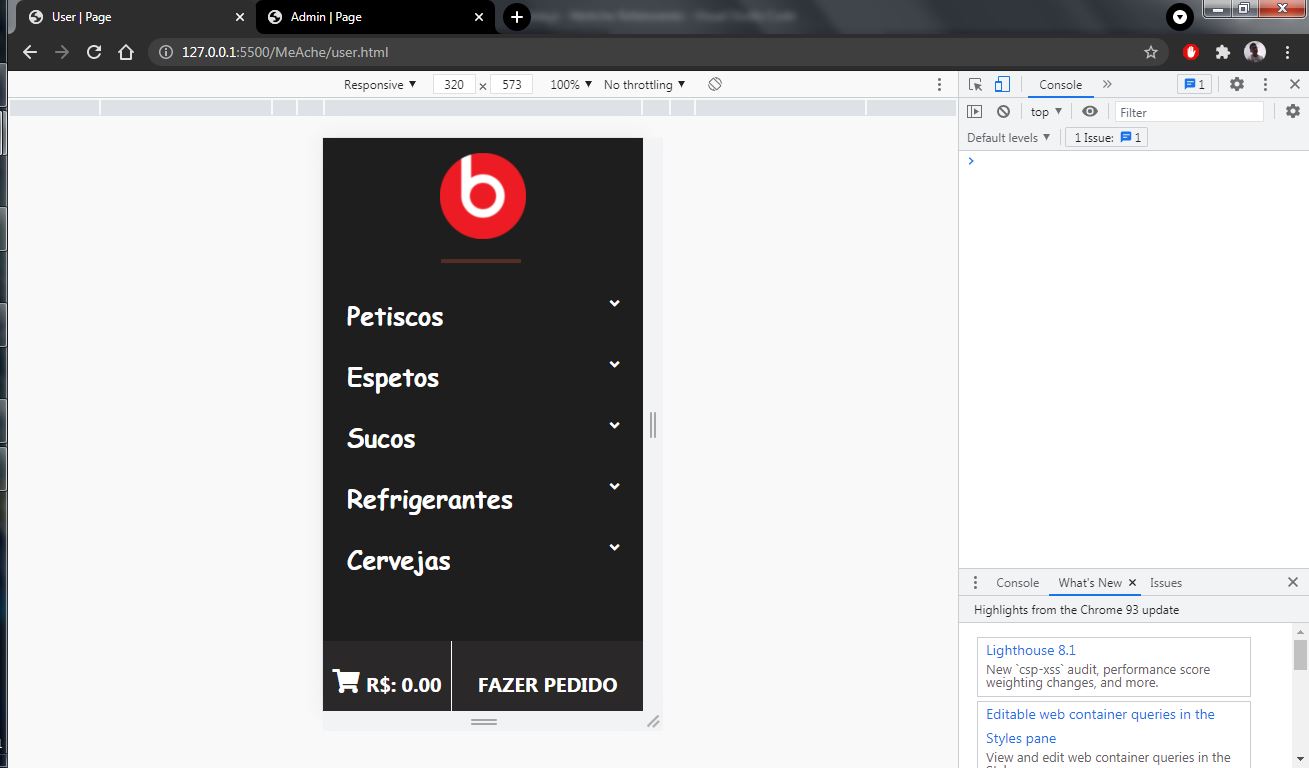 User | Page
Admin | Page
127.0.0.1:5500/MeAche/user.html
Responsive 320 × 573 100% No throttling
Console 1
top Filter
Default levels 1 Issue: 1
b
Petiscos
Espetos
Sucos
Refrigerantes
Cervejas
R$: 0.00
FAZER PEDIDO
Console What's New Issues
Highlights from the Chrome 93 update
Lighthouse 8.1
New `csp-xss` audit, performance score
weighting changes, and more.
Editable web container queries in the
Styles pane
View and edit web container queries in the